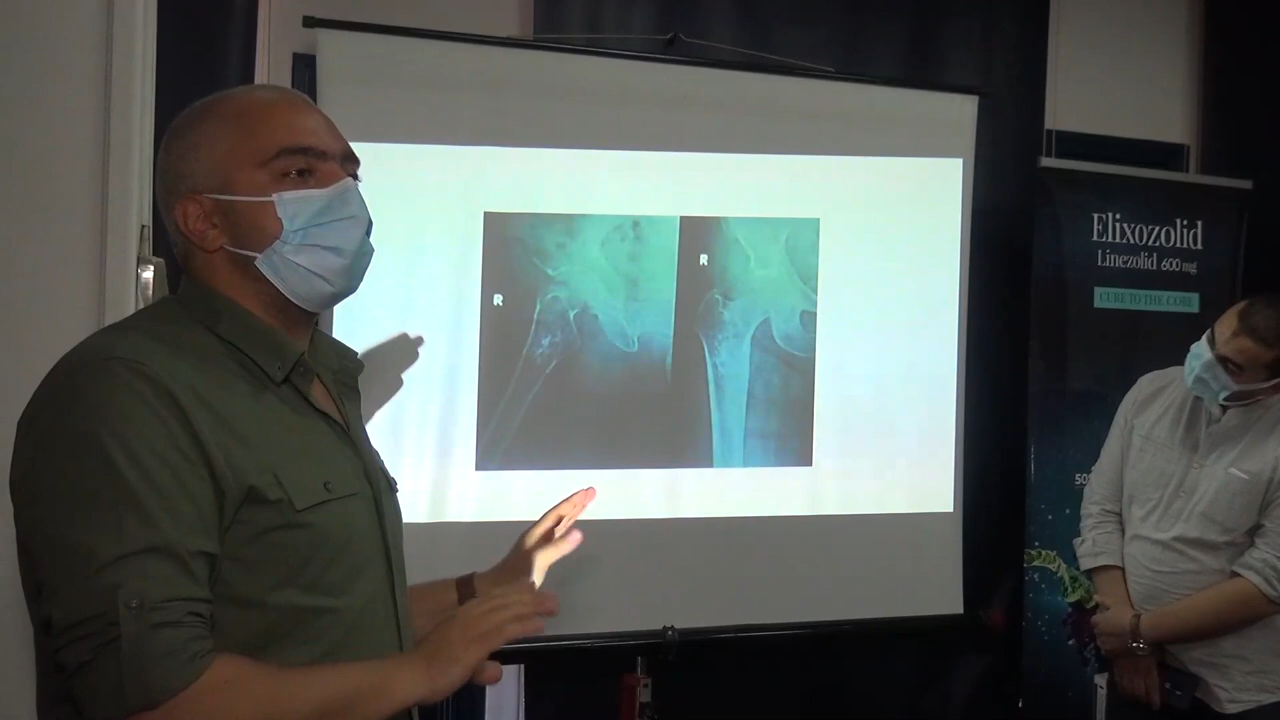 R
R
Elixozolid
Linezolid 600 mg
CURE TO THE CORE